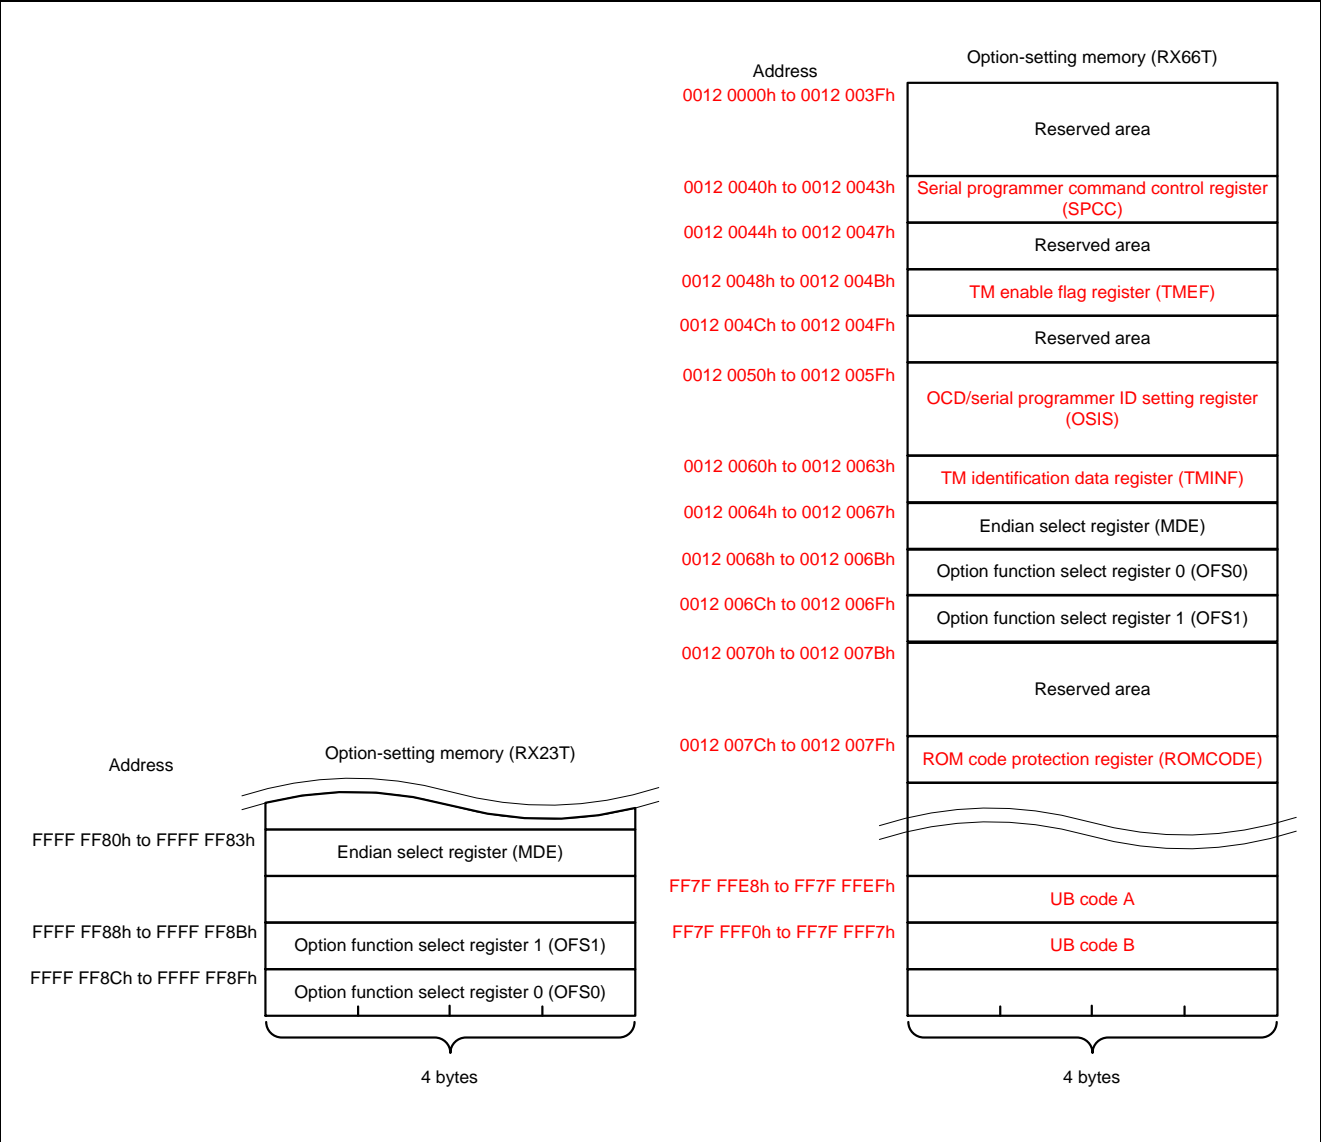 Option-setting memory (RX66T)
Address
0012 0000h to 0012 003Fh
Reserved area
0012 0040h to 0012 0043h
Serial programmer command control register
(SPCC)
0012 0044h to 0012 0047h
Reserved area
0012 0048h to 0012 004Bh
TM enable flag register (TMEF)
0012 004Ch to 0012 004Fh
Reserved area
0012 0050h to 0012 005Fh
OCD/serial programmer ID setting register
(OSIS)
0012 0060h to 0012 0063h
TM identification data register (TMINF)
0012 0064h to 0012 0067h
Endian select register (MDE)
0012 0068h to 0012 006Bh
Option function select register 0 (OFS0)
0012 006Ch to 0012 006Fh
Option function select register 1 (OFS1)
0012 0070h to 0012 007Bh
Reserved area
0012 007Ch to 0012 007Fh
ROM code protection register (ROMCODE)
FF7F FFE8h to FF7F FFEFh
UB code A
FF7F FFF0h to FF7F FFF7h
UB code B
4 bytes
Option-setting memory (RX23T)
Address
FFFF FF80h to FFFF FF83h
Endian select register (MDE)
FFFF FF88h to FFFF FF8Bh
Option function select register 1 (OFS1)
FFFF FF8Ch to FFFF FF8Fh
Option function select register 0 (OFS0)
4 bytes